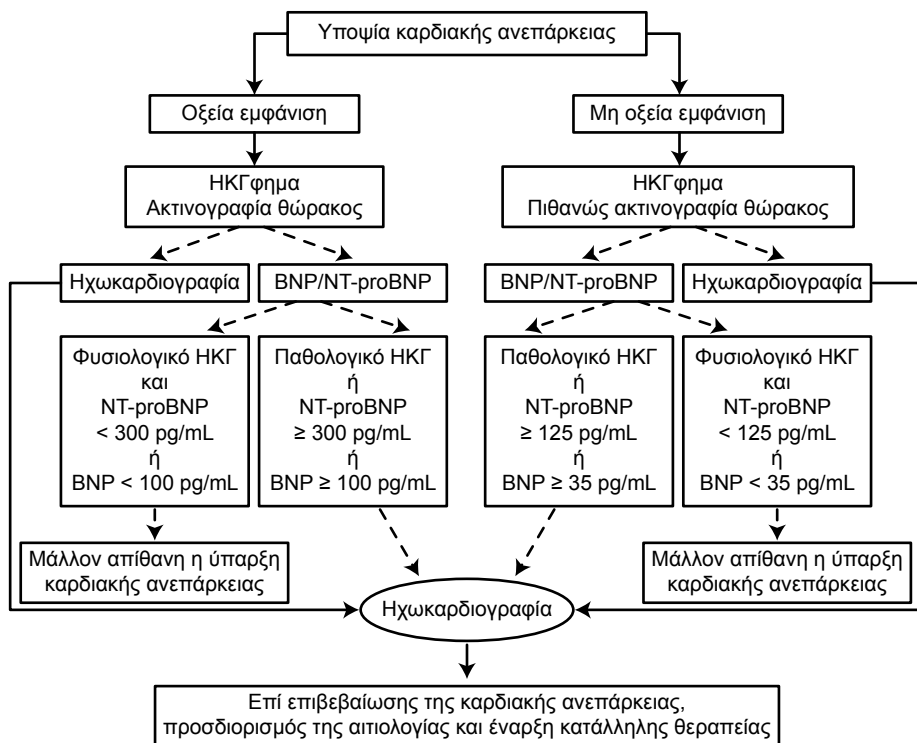 Υποψία καρδιακής ανεπάρκειας
Οξεία εμφάνιση
Μη οξεία εμφάνιση
ΗΚΓφημα
Ακτινογραφία θώρακος
ΗΚΓφημα
Πιθανώς ακτινογραφία θώρακος
Ηχωκαρδιογραφία
BNP/NT-proBNP
BNP/NT-proBNP
Ηχωκαρδιογραφία
Φυσιολογικό ΗΚΓ
και
NT-proBNP
< 300 pg/mL
ή
BNP < 100 pg/mL
Παθολογικό ΗΚΓ
ή
NT-proBNP
≥ 300 pg/mL
ή
BNP ≥ 100 pg/mL
Παθολογικό ΗΚΓ
ή
NT-proBNP
≥ 125 pg/mL
ή
BNP ≥ 35 pg/mL
Φυσιολογικό ΗΚΓ
και
NT-proBNP
< 125 pg/mL
ή
BNP < 35 pg/mL
Μάλλον απίθανη η ύπαρξη
καρδιακής ανεπάρκειας
Μάλλον απίθανη η ύπαρξη
καρδιακής ανεπάρκειας
Ηχωκαρδιογραφία
Επί επιβεβαίωσης της καρδιακής ανεπάρκειας,
προσδιορισμός της αιτιολογίας και έναρξη κατάλληλης θεραπείας